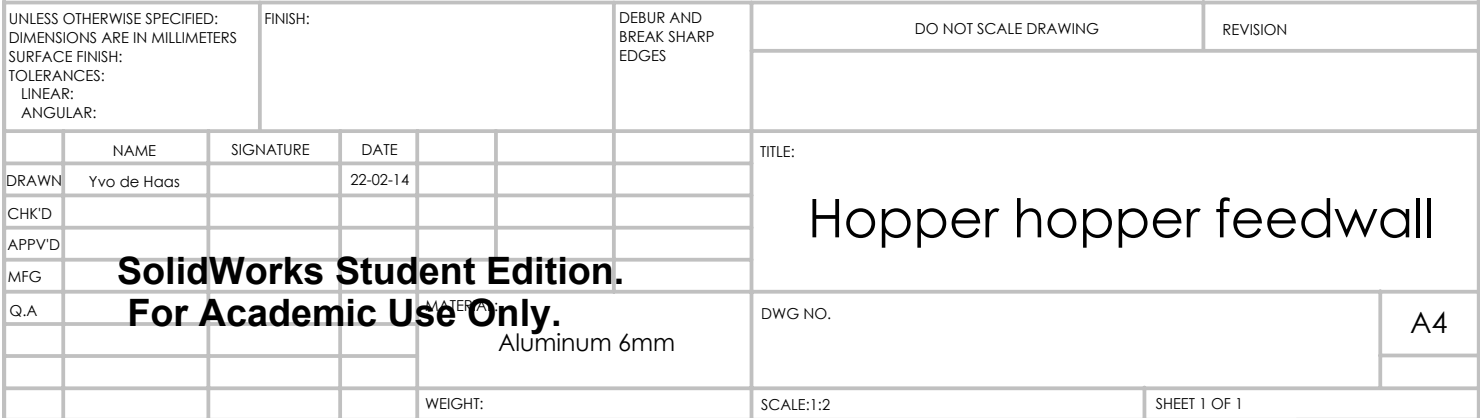 UNLESS OTHERWISE SPECIFIED:
DIMENSIONS ARE IN MILLIMETERS
SURFACE FINISH:
TOLERANCES:
LINEAR:
ANGULAR:
FINISH:
DEBUR AND
BREAK SHARP
EDGES
DO NOT SCALE DRAWING
REVISION
NAME SIGNATURE DATE
DRAWN Yvo de Haas 22-02-14
CHK'D
APPV'D
MFG
Q.A
SolidWorks Student Edition.
For Academic Use Only.
MATERIAL:
Aluminum 6mm
WEIGHT:
TITLE:
Hopper hopper feedwall
DWG NO.
A4
SCALE:1:2
SHEET 1 OF 1